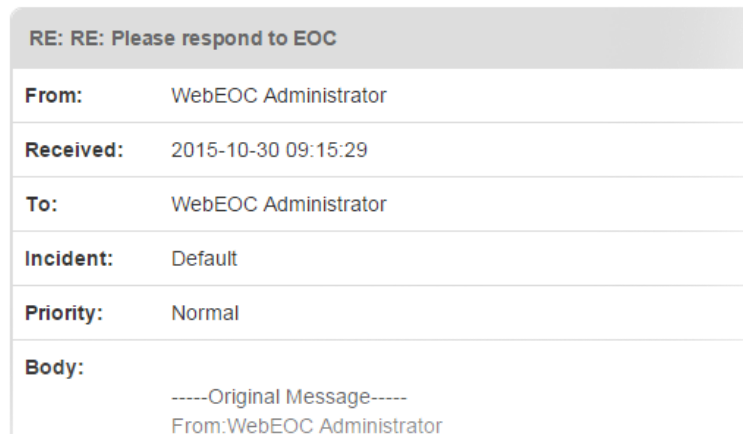 RE: RE: Please respond to EOC
From: WebEOC Administrator
Received: 2015-10-30 09:15:29
To: WebEOC Administrator
Incident: Default
Priority: Normal
Body:
-----Original Message-----
From:WebEOC Administrator